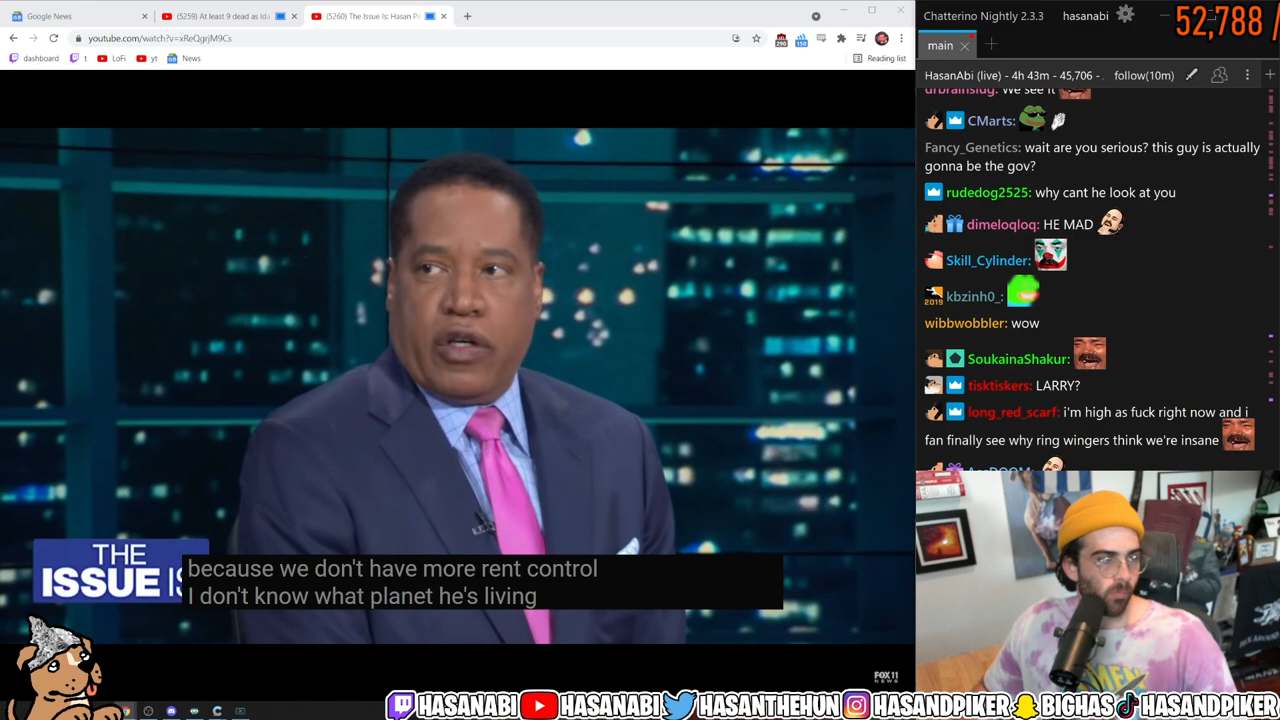 Google News
(5259) At least 9 dead as Ida
(5260) The Issue Is: Hasan Pi
youtube.com/watch?v=xReQgrjM9Cs
290
150
dashboard
t
LoFi
yt
News
Reading list
THE
ISSUE IS
because we don't have more rent control
I don't know what planet he's living
FOX 11
NEWS
Chatterino Nightly 2.3.3
hasanabi
52,788 /
main
HasanAbi (live) - 4h 43m - 45,706 - .
follow(10m)
drbrainslug: We see it
CMarts:
Fancy_Genetics: wait are you serious? this guy is actually
gonna be the gov?
rudedog2525: why cant he look at you
dimeloqloq: HE MAD
Skill_Cylinder:
2019 kbzinh0_:
wibbwobbler: wow
SoukainaShakur:
tisktiskers: LARRY?
long_red_scarf: i'm high as fuck right now and i
fan finally see why ring wingers think we're insane
HASANABI
HASANABI
HASANTHEHUN
HASANDPIKER
BIGHAS
HASANDPIKER